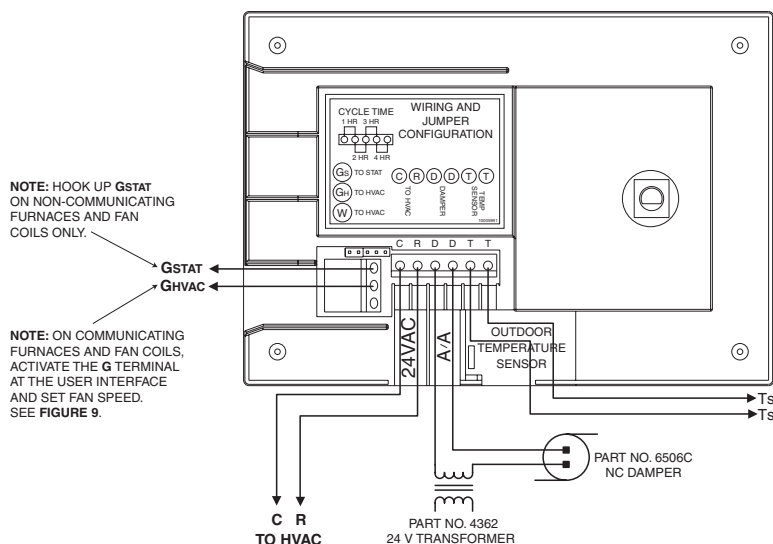 CYCLE TIME
1 HR 3 HR
2 HR 4 HR
WIRING AND
JUMPER
CONFIGURATION
GS TO STAT
GH TO HVAC
W TO HVAC
C R D D T T
TO HVAC
DAMPER
TEMP
SENSOR
NOTE: HOOK UP GSTAT
ON NON-COMMUNICATING
FURNACES AND FAN
COILS ONLY.
C R D D T T
GSTAT
GHVAC
NOTE: ON COMMUNICATING
FURNACES AND FAN COILS,
ACTIVATE THE G TERMINAL
AT THE USER INTERFACE
AND SET FAN SPEED.
SEE FIGURE 9.
24VAC
A/A
OUTDOOR
TEMPERATURE
SENSOR
Ts
Ts
PART NO. 6506C
NC DAMPER
C R
TO HVAC
PART NO. 4362
24 V TRANSFORMER